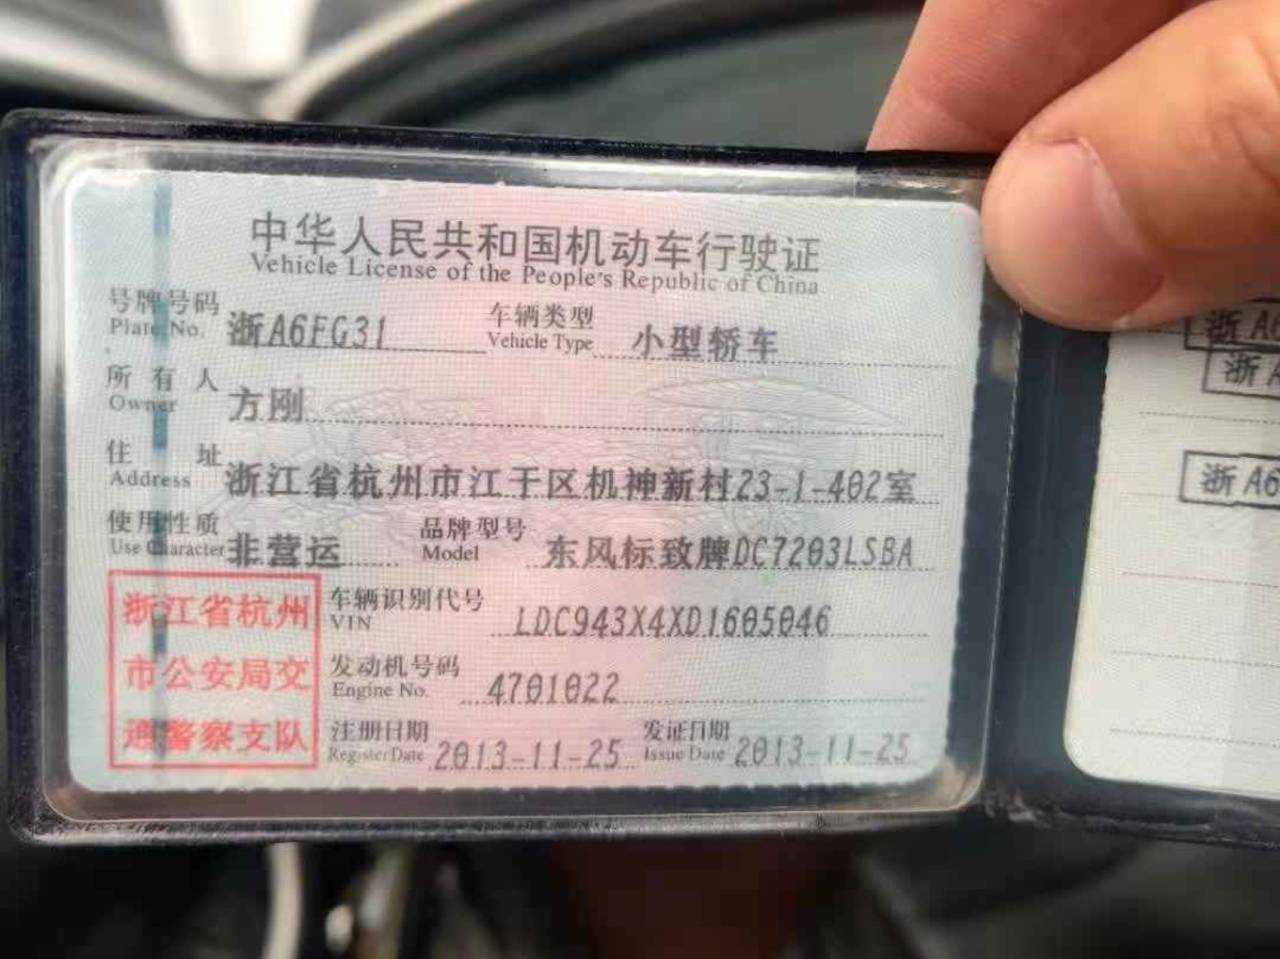 中华人民共和国机动车行驶证
Vehicle License of the People's Republic of China
号牌号码 浙A6FG31 车辆类型 小型轿车
Plate No. Vehicle Type
所有人 方刚
Owner
住址 浙江省杭州市江干区机神新村23-1-402室
Address
使用性质 非营运 品牌型号 东风标致牌DC7203LSBA
Use Character Model
浙江省杭州
市公安局交
通警察支队
车辆识别代号 LDC943X4XD1605046
VIN
发动机号码 4701022
Engine No.
注册日期 2013-11-25 发证日期 2013-11-25
Register Date Issue Date
浙A6
浙A
浙A6